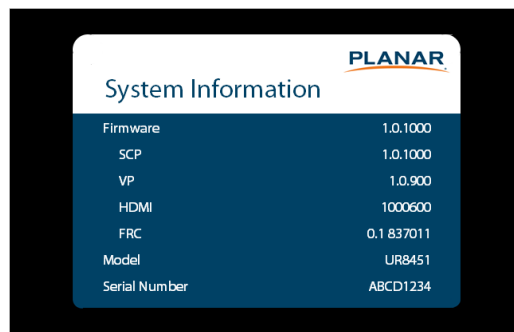 PLANAR
System Information
Firmware 1.0.1000
SCP 1.0.1000
VP 1.0.900
HDMI 1000600
FRC 0.1 837011
Model UR8451
Serial Number ABCD1234